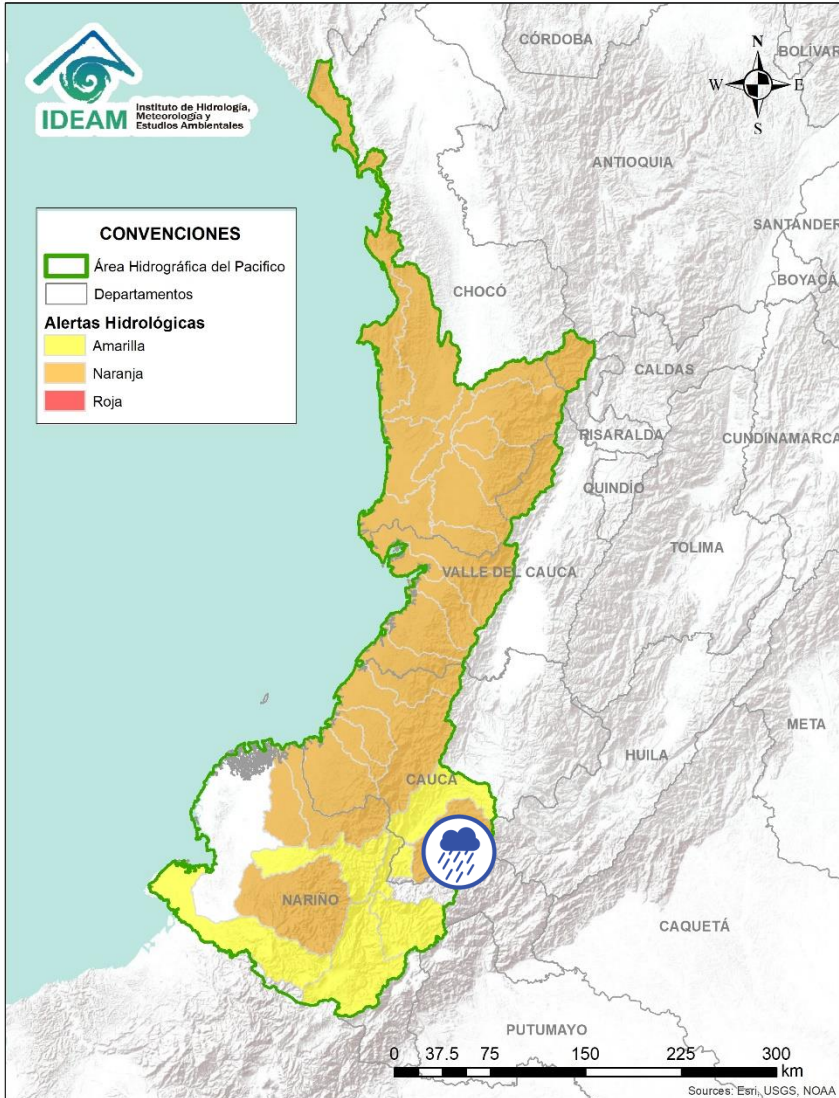 IDEAM
Instituto de Hidrología,
Meteorología y
Estudios Ambientales
N
W
E
S
CÓRDOBA
BOLÍVAR
ANTIOQUIA
SANTANDER
BOYACÁ
CHOCÓ
CALDAS
RISARALDA
CUNDINAMARCA
QUINDÍO
TOLIMA
VALLE DEL CAUCA
META
HUILA
CAUCA
NARIÑO
CAQUETÁ
PUTUMAYO
CONVENCIONES
Área Hidrográfica del Pacifico
Departamentos
Alertas Hidrológicas
Amarilla
Naranja
Roja
0 37.5 75 150 225 300
km
Sources: Esri, USGS, NOAA